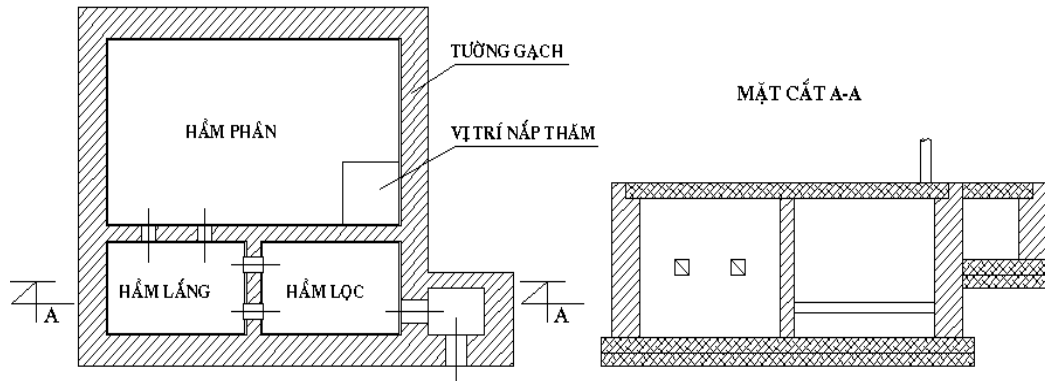 TƯỜNG GẠCH
MẶT CẮT A-A
HẦM PHÂN
VỊ TRÍ NẮP THĂM
HẦM LẮNG
HẦM LỌC
A
A